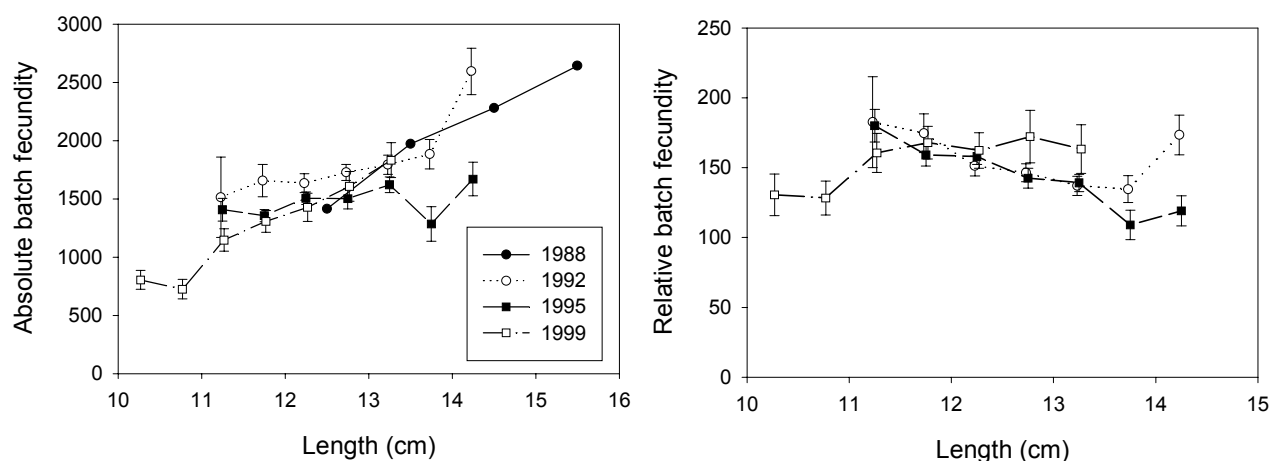 Absolute batch fecundity
3000
2500
2000
1500
1000
500
0
10 11 12 13 14 15 16
Length (cm)
1988
1992
1995
1999
Relative batch fecundity
250
200
150
100
50
0
10 11 12 13 14 15
Length (cm)